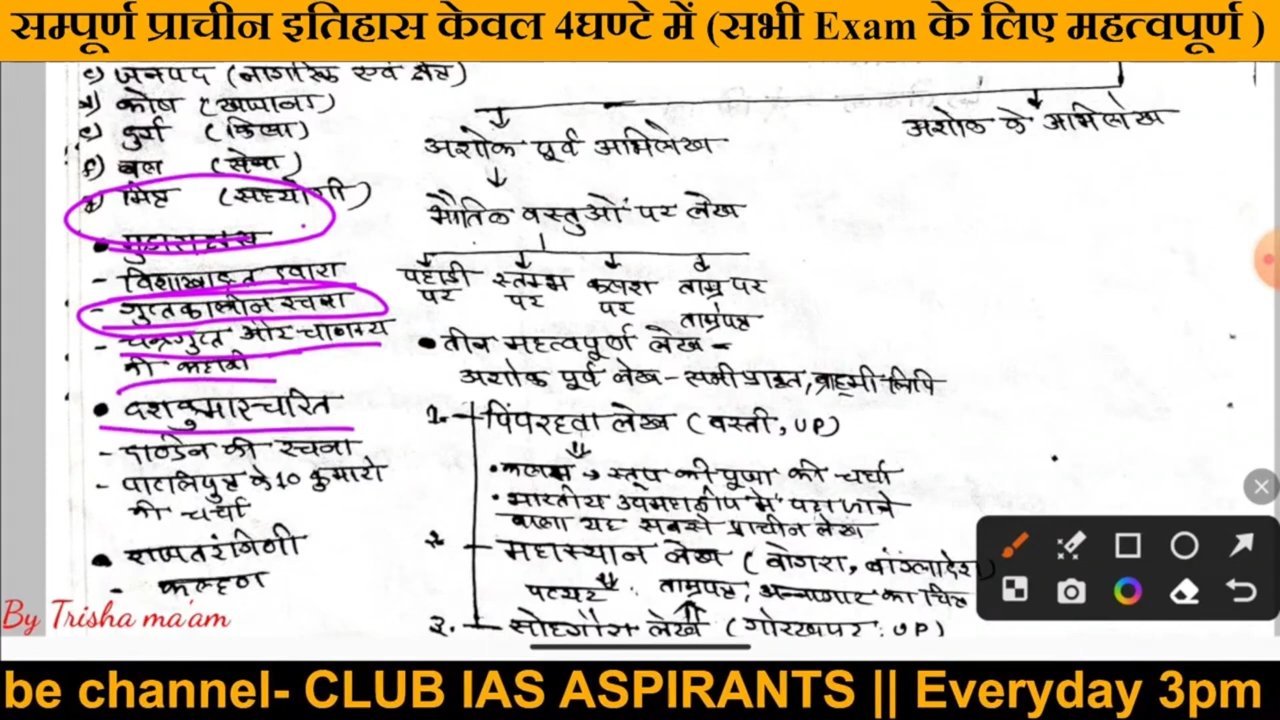 सम्पूर्ण प्राचीन इतिहास केवल 4घण्टे में (सभी Exam के लिए महत्वपूर्ण )
c) जनपद (नागरिक एवं क्षेत्र)
d) कोष (खजाना)
e) दुर्ग (किला)
f) बल (सेना)
g) मित्र (सहयोगी)
• मुद्राराक्षस
- विशाखदत्त द्वारा
- गुप्तकालीन रचना
- चन्द्रगुप्त और चाणक्य
की कहानी
• दशकुमारचरित
- दण्डिन की रचना
- पाटलिपुत्र के 10 कुमारो
की चर्चा
• राजतरंगिणी
- कल्हण
अशोक पूर्व अभिलेख
अशोक के अभिलेख
भौतिक वस्तुओं पर लेख
पहाडी पर
स्तम्भ पर
कलश पर
ताम्र पर
ताम्रपत्र
• तीन महत्वपूर्ण लेख -
अशोक पूर्व लेख - सभी प्राकृत, ब्राह्मी लिपि
1. पिपरहवा लेख (बस्ती, UP)
• कलश → स्तूप की पूजा की चर्चा
• भारतीय उपमहाद्वीप में पढा जाने
वाला यह सबसे प्राचीन लेख
2. महास्थान लेख (बोगरा, बांग्लादेश)
पत्थर ताम्रपत्र, अन्नागार का चित्र
3. सोहगौरा लेख (गोरखपुर, UP)
By Trisha ma'am
be channel- CLUB IAS ASPIRANTS || Everyday 3pm